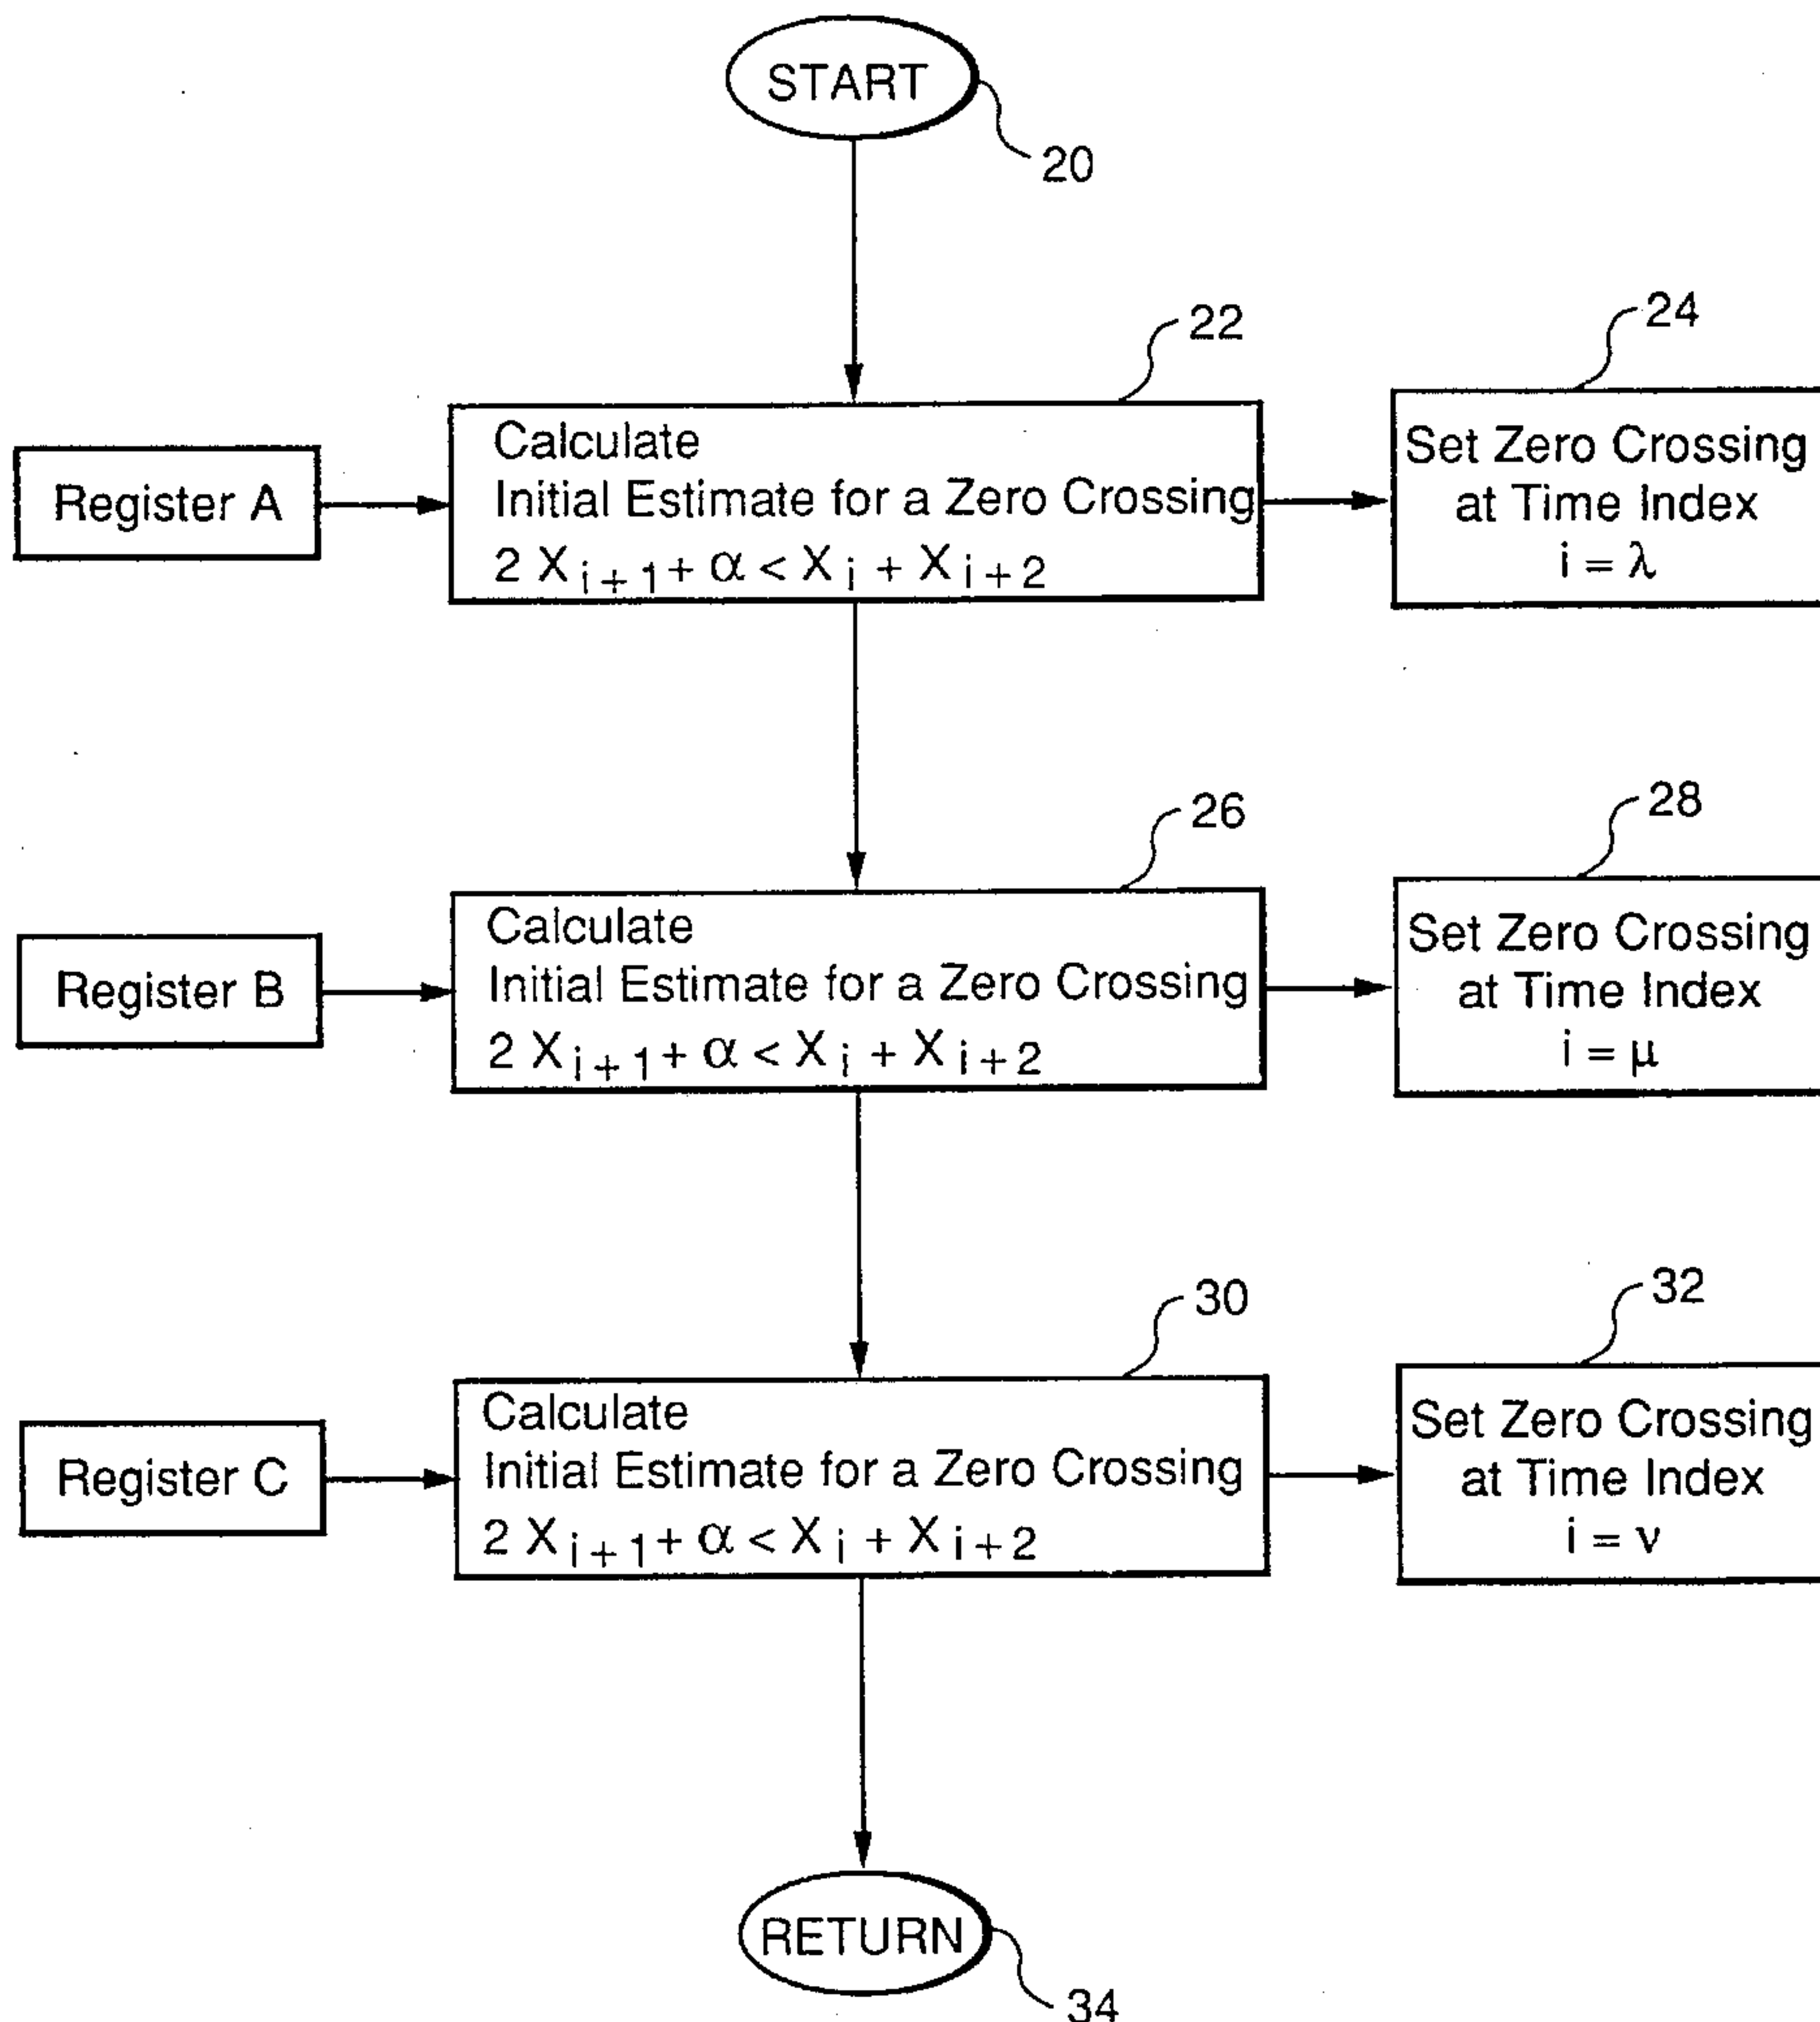 START
20
22
24
Register A
Calculate
Initial Estimate for a Zero Crossing
2 X i + 1 + α < X i + X i + 2
Set Zero Crossing
at Time Index
i = λ
26
28
Register B
Calculate
Initial Estimate for a Zero Crossing
2 X i + 1 + α < X i + X i + 2
Set Zero Crossing
at Time Index
i = μ
30
32
Register C
Calculate
Initial Estimate for a Zero Crossing
2 X i + 1 + α < X i + X i + 2
Set Zero Crossing
at Time Index
i = ν
RETURN
34